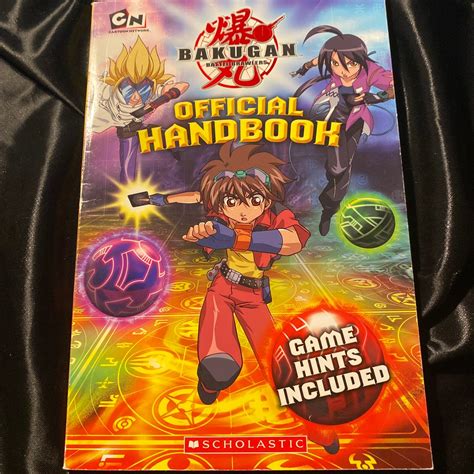 CN
CARTOON NETWORK
爆
BAKUGAN
BATTLE BRAWLERS
丸
OFFICIAL
HANDBOOK
GAME
HINTS
INCLUDED
SCHOLASTIC